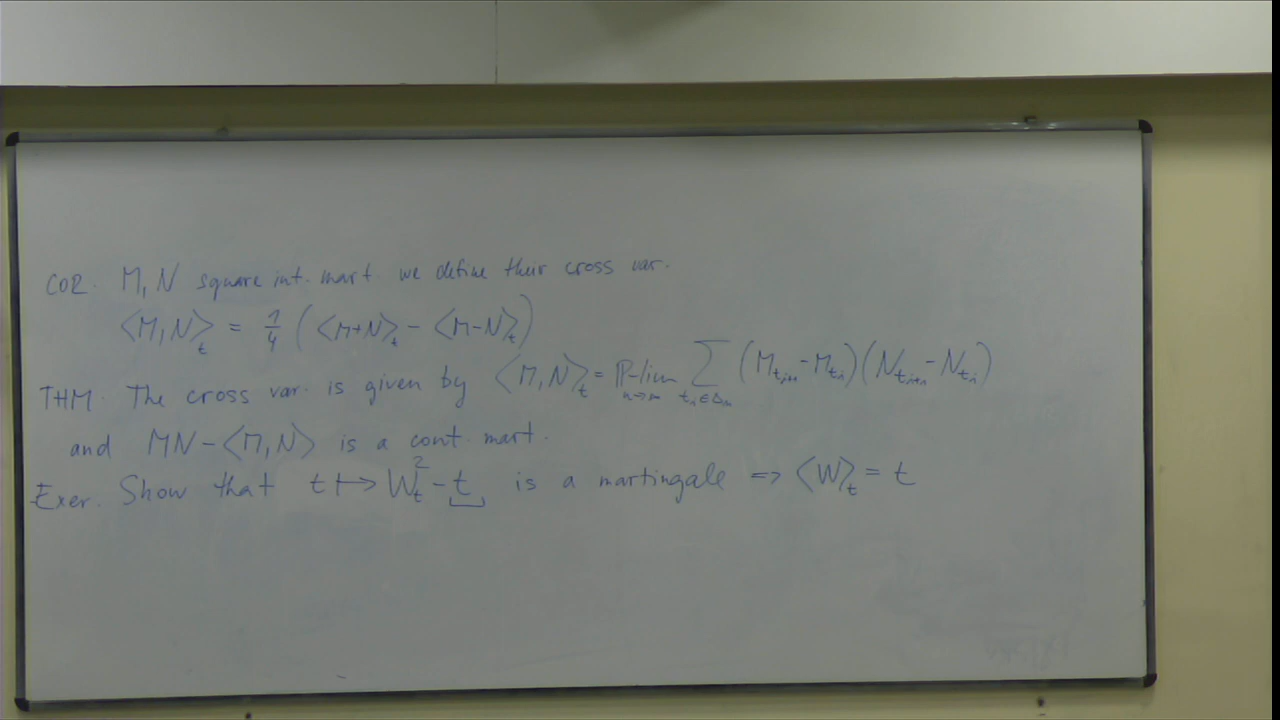 COR. M, N square int. mart we define their cross var.
⟨M,N⟩_t = 1/4 ( ⟨M+N⟩_t - ⟨M-N⟩_t )
THM. The cross var. is given by ⟨M,N⟩_t = P-lim_{n→∞} ∑_{t_i∈Δ_n} (M_{t_{i+1}} - M_{t_i})(N_{t_{i+1}} - N_{t_i})
and MN - ⟨M,N⟩ is a cont. mart.
Exer. Show that t ↦ W_t^2 - t is a martingale ⇒ ⟨W⟩_t = t